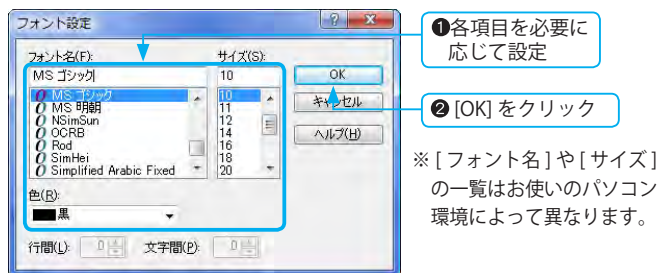 フォント設定
フォント名(F):
サイズ(S):
MS ゴシック
10
OK
MS ゴシック
MS 明朝
NSimSun
OCRB
Rod
SimHei
Simplified Arabic Fixed
10
11
12
14
16
18
20
キャンセル
ヘルプ(H)
色(R):
黒
行間(L):
0
文字間(P):
0
❶各項目を必要に
応じて設定
❷ [OK] をクリック
※ [ フォント名 ] や [ サイズ ]
の一覧はお使いのパソコン
環境によって異なります。